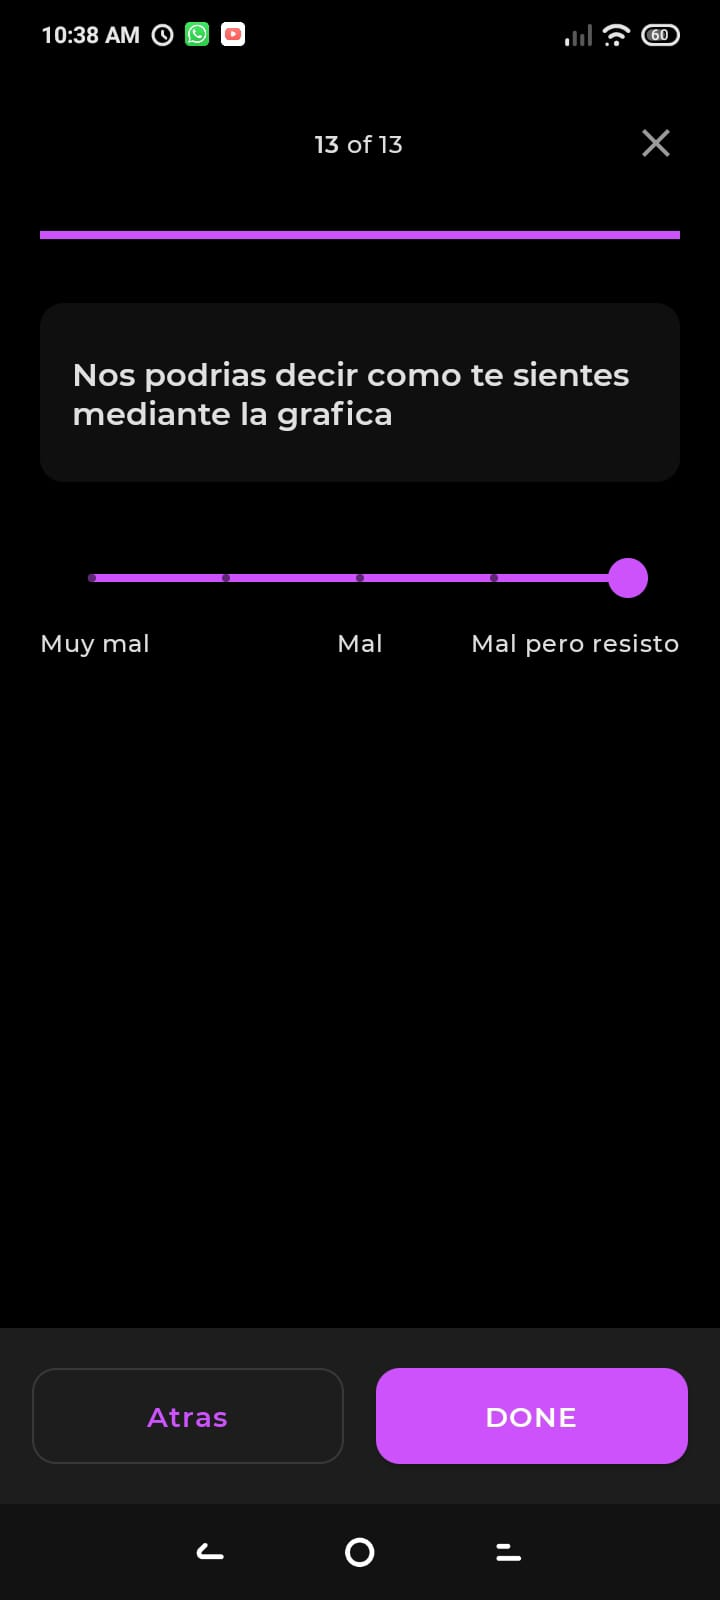 10:38 AM
60
13 of 13
Nos podrias decir como te sientes
mediante la grafica
Muy mal
Mal
Mal pero resisto
Atras
DONE